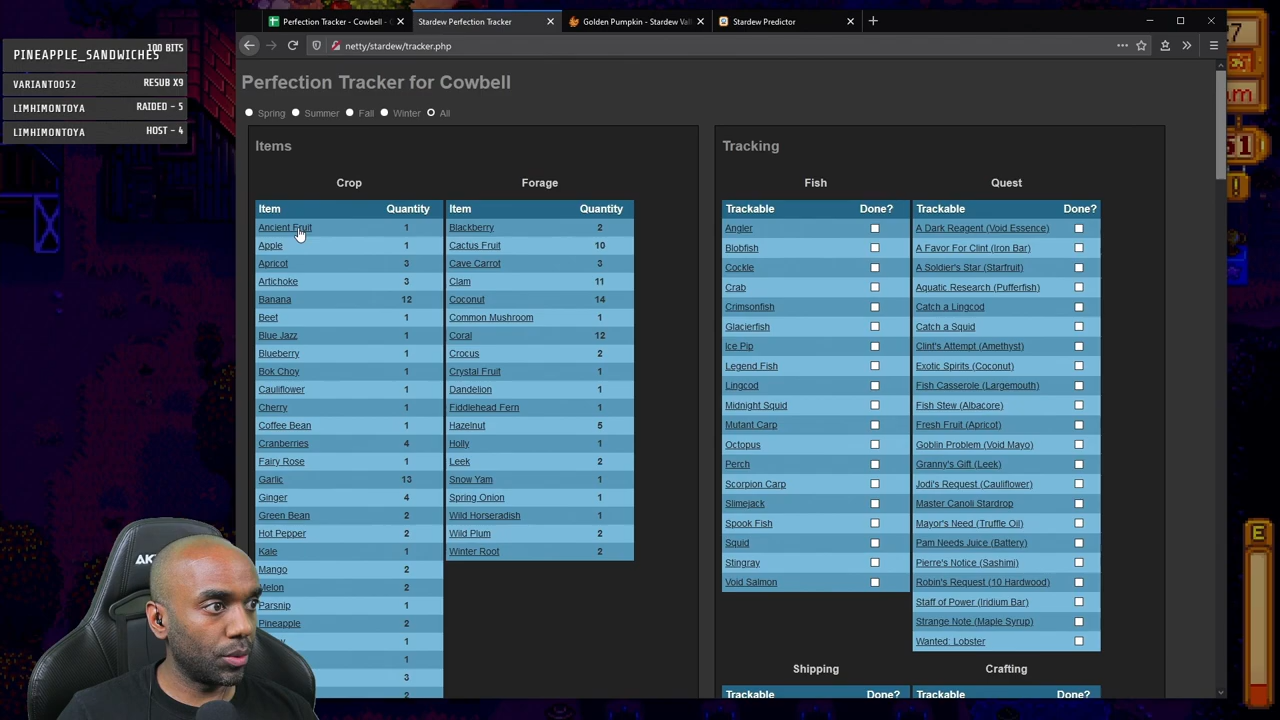 PINEAPPLE_SANDWICHES 100 BITS
VARIANT0052 RESUB X9
LIMHIMONTOYA RAIDED - 5
LIMHIMONTOYA HOST - 4
Perfection Tracker - Cowbell -
Stardew Perfection Tracker
Golden Pumpkin - Stardew Val
Stardew Predictor
netty/stardew/tracker.php
Perfection Tracker for Cowbell
Spring Summer Fall Winter All
Items
Crop
Item Quantity
Ancient Fruit 1
Apple 1
Apricot 3
Artichoke 3
Banana 12
Beet 1
Blue Jazz 1
Blueberry 1
Bok Choy 1
Cauliflower 1
Cherry 1
Coffee Bean 1
Cranberries 4
Fairy Rose 1
Garlic 13
Ginger 4
Green Bean 2
Hot Pepper 2
Kale 1
Mango 2
Melon 2
Parsnip 1
Pineapple 2
1
1
3
2
Forage
Item Quantity
Blackberry 2
Cactus Fruit 10
Cave Carrot 3
Clam 11
Coconut 14
Common Mushroom 1
Coral 12
Crocus 2
Crystal Fruit 1
Dandelion 1
Fiddlehead Fern 1
Hazelnut 5
Holly 1
Leek 2
Snow Yam 1
Spring Onion 1
Wild Horseradish 1
Wild Plum 2
Winter Root 2
Tracking
Fish
Trackable Done?
Angler
Blobfish
Cockle
Crab
Crimsonfish
Glacierfish
Ice Pip
Legend Fish
Lingcod
Midnight Squid
Mutant Carp
Octopus
Perch
Scorpion Carp
Slimejack
Spook Fish
Squid
Stingray
Void Salmon
Quest
Trackable Done?
A Dark Reagent (Void Essence)
A Favor For Clint (Iron Bar)
A Soldier's Star (Starfruit)
Aquatic Research (Pufferfish)
Catch a Lingcod
Catch a Squid
Clint's Attempt (Amethyst)
Exotic Spirits (Coconut)
Fish Casserole (Largemouth)
Fish Stew (Albacore)
Fresh Fruit (Apricot)
Goblin Problem (Void Mayo)
Granny's Gift (Leek)
Jodi's Request (Cauliflower)
Master Canoli Stardrop
Mayor's Need (Truffle Oil)
Pam Needs Juice (Battery)
Pierre's Notice (Sashimi)
Robin's Request (10 Hardwood)
Staff of Power (Iridium Bar)
Strange Note (Maple Syrup)
Wanted: Lobster
Shipping
Trackable Done?
Crafting
Trackable Done?
E